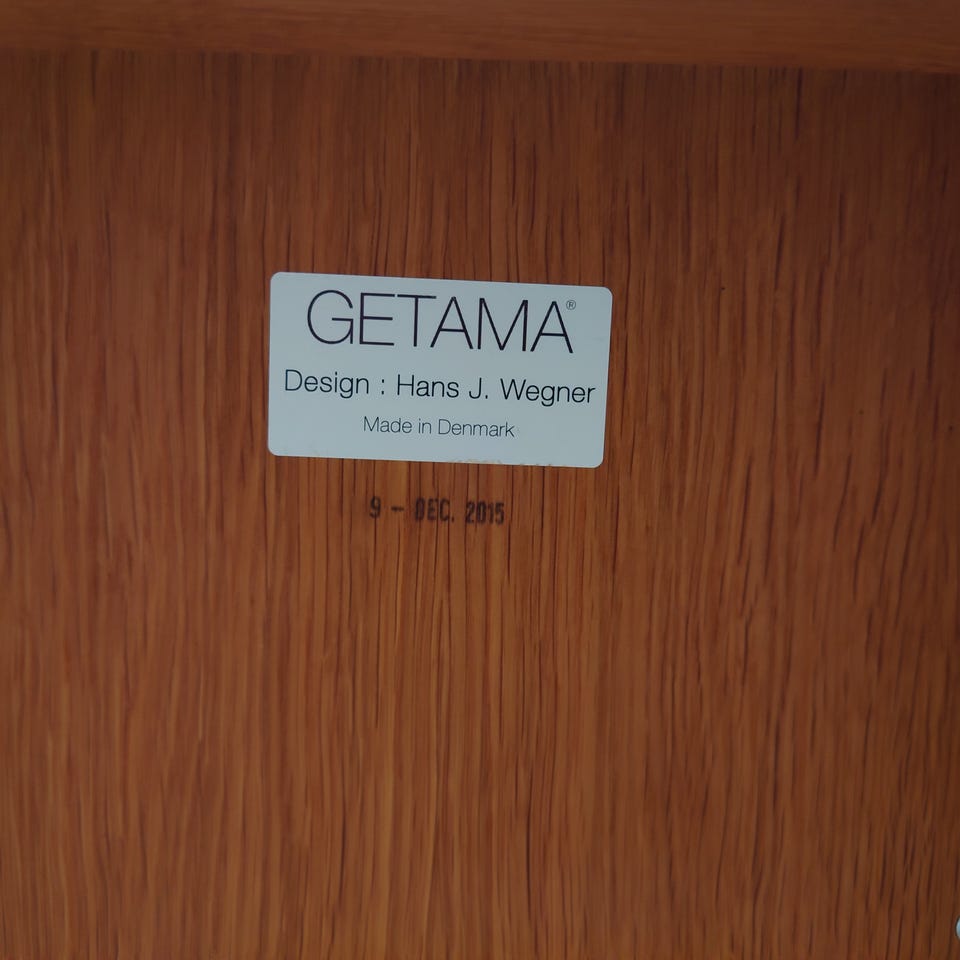 GETAMA®
Design : Hans J. Wegner
Made in Denmark
9 - DEC. 2015